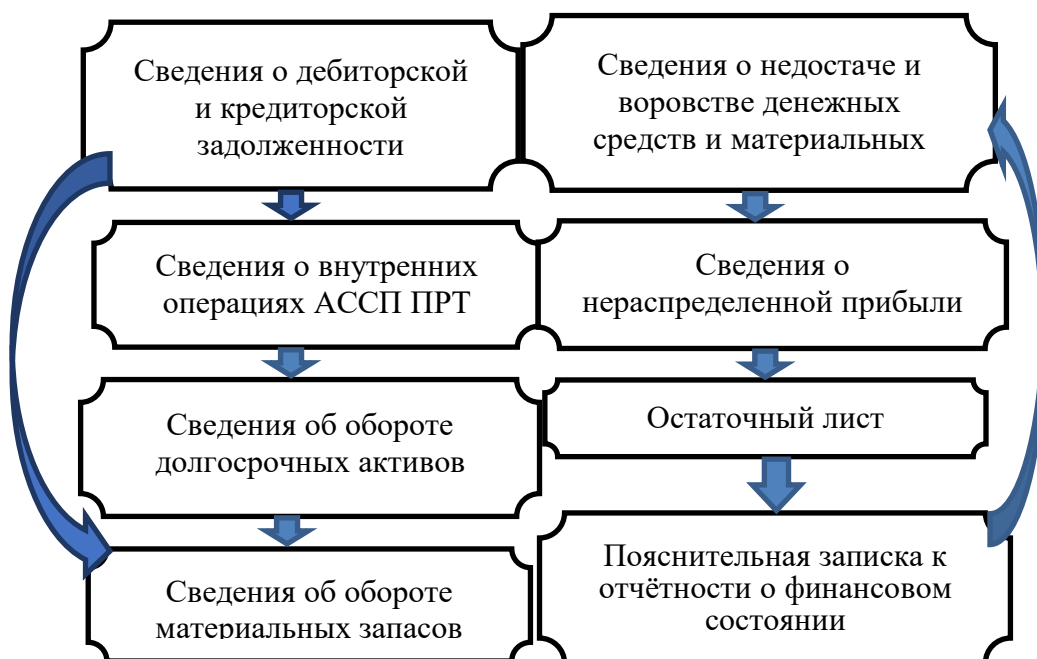 Сведения о дебиторской
и кредиторской
задолженности
Сведения о внутренних
операциях АССП ПРТ
Сведения об обороте
долгосрочных активов
Сведения об обороте
материальных запасов
Сведения о недостаче и
воровстве денежных
средств и материальных
Сведения о
нераспределенной прибыли
Остаточный лист
Пояснительная записка к
отчётности о финансовом
состоянии